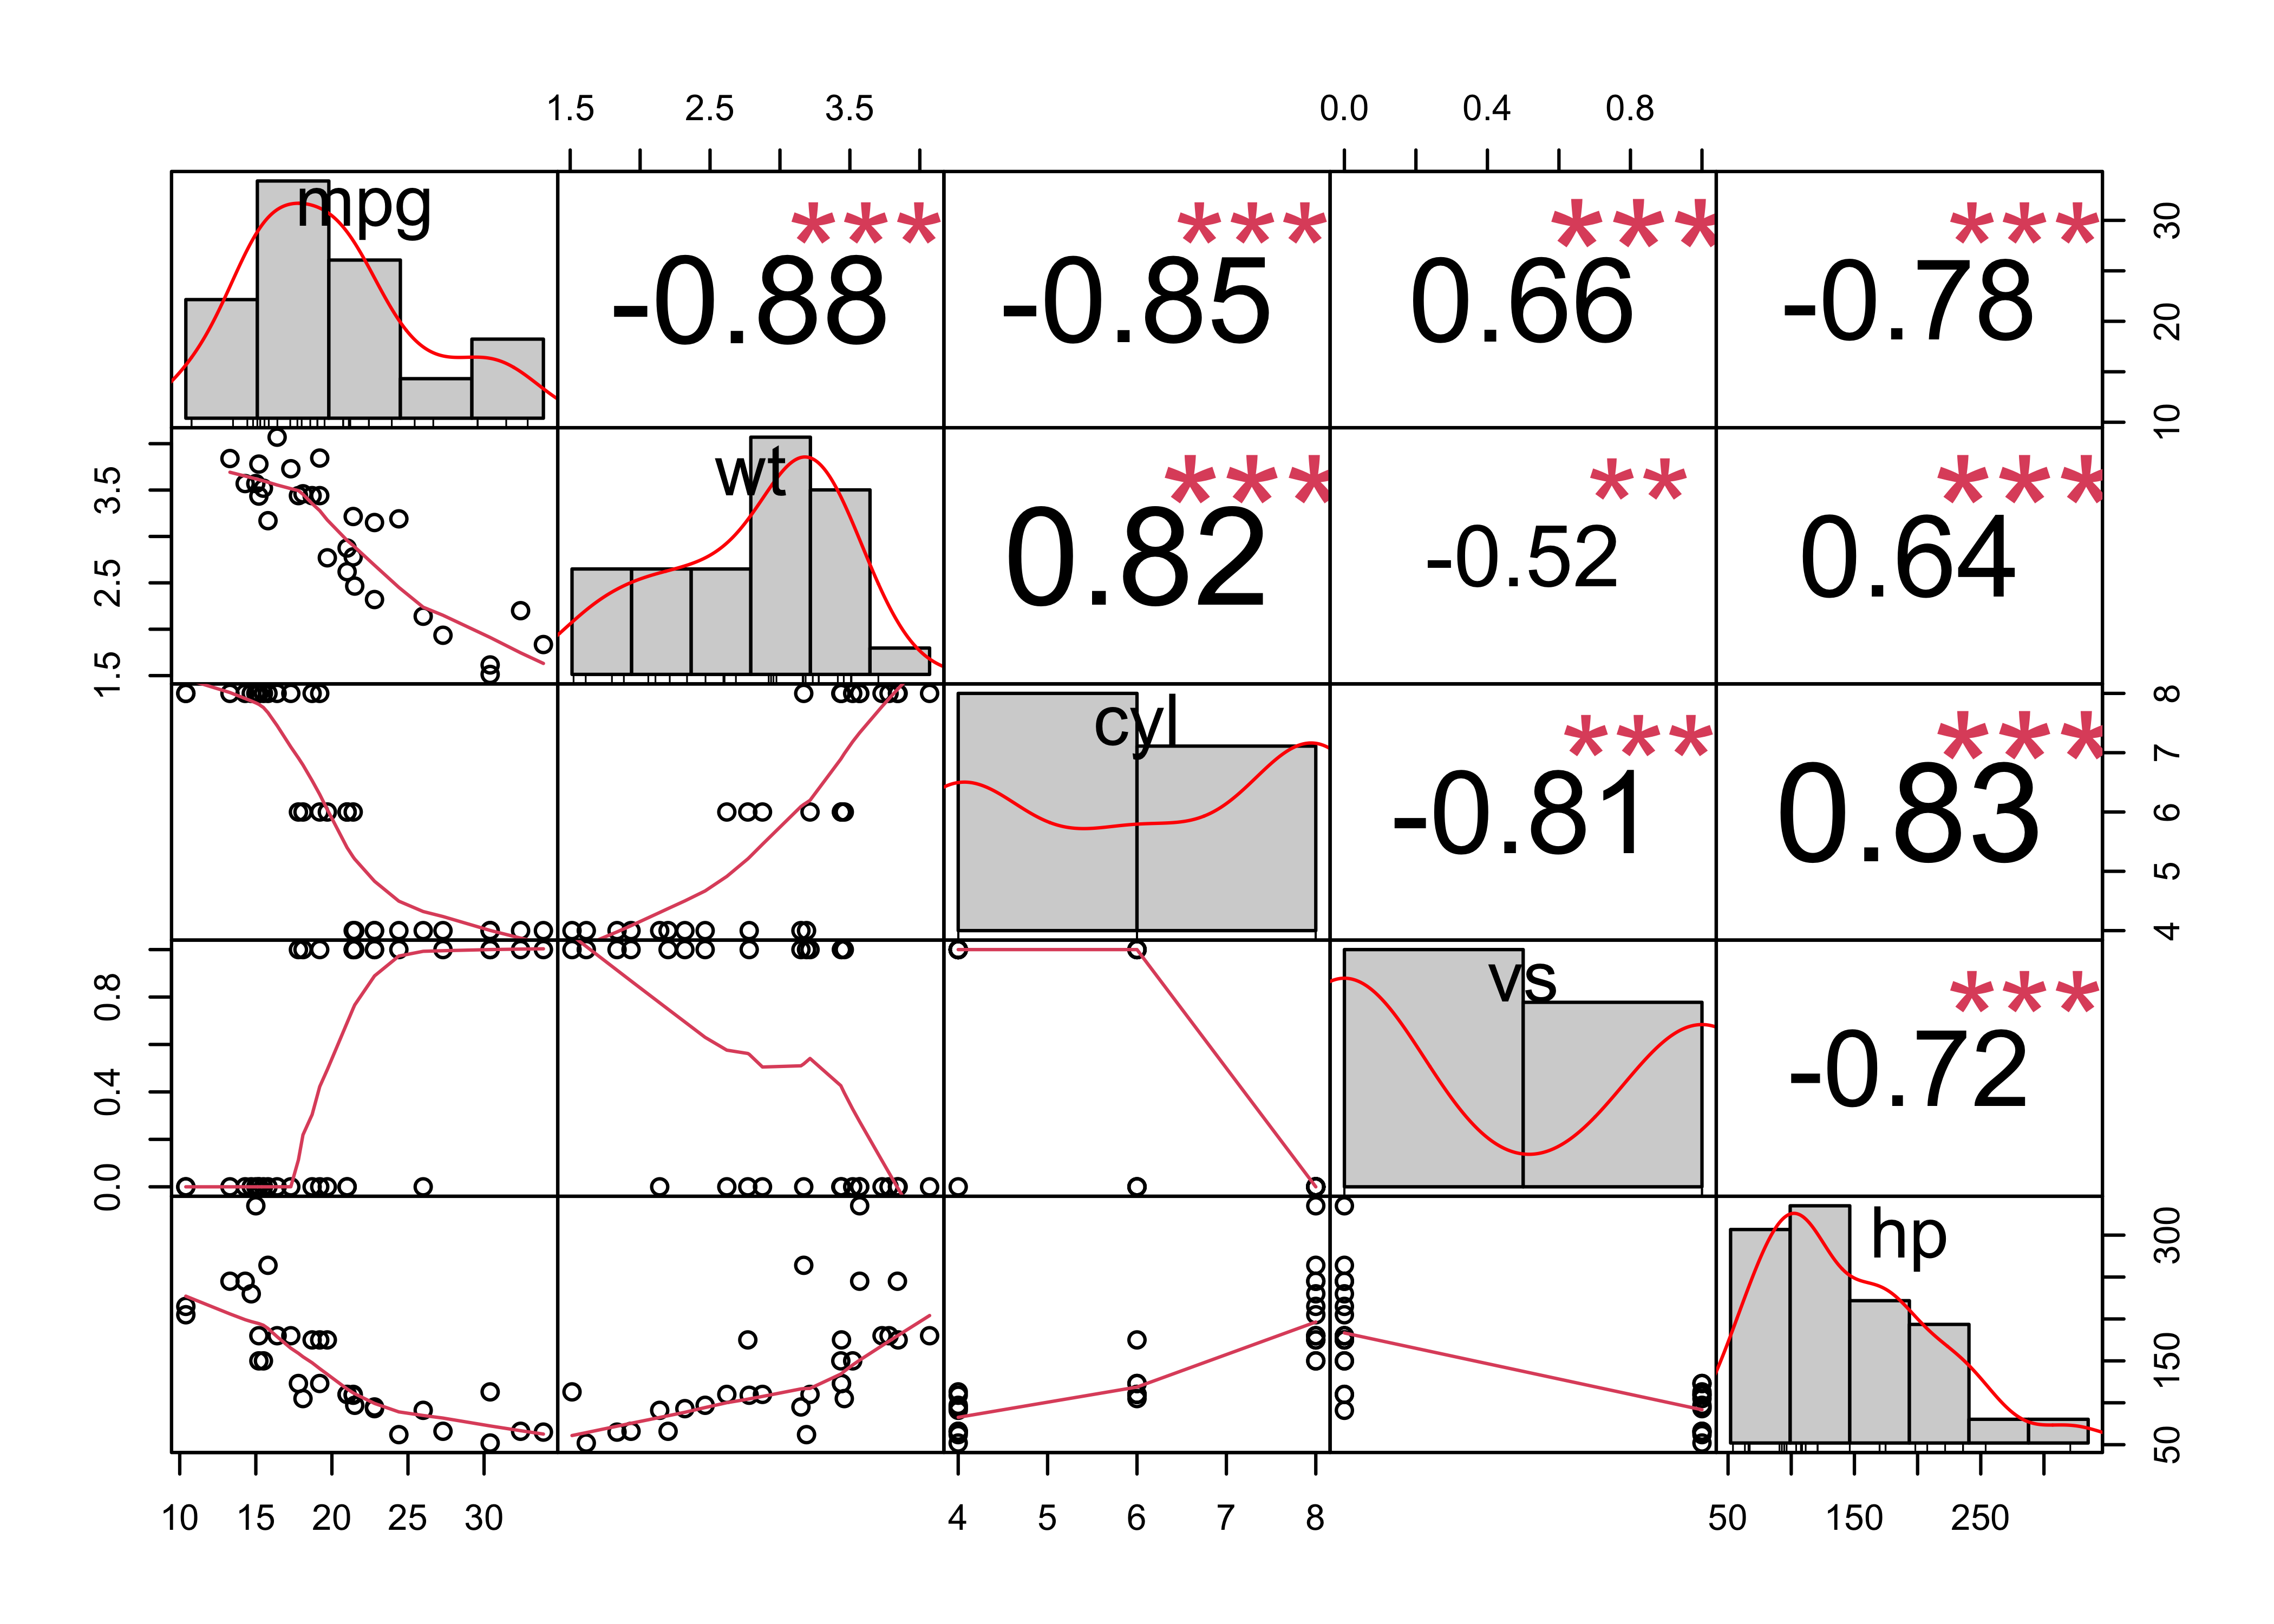 1.5 2.5 3.5 0.0 0.4 0.8
mpg *** -0.88 *** -0.85 *** 0.66 *** -0.78 10 20 30
1.5 2.5 3.5 wt *** 0.82 ** -0.52 *** 0.64
cyl *** -0.81 *** 0.83 4 5 6 7 8
0.0 0.4 0.8 vs *** -0.72
hp 50 150 300
10 15 20 25 30 4 5 6 7 8 50 150 250